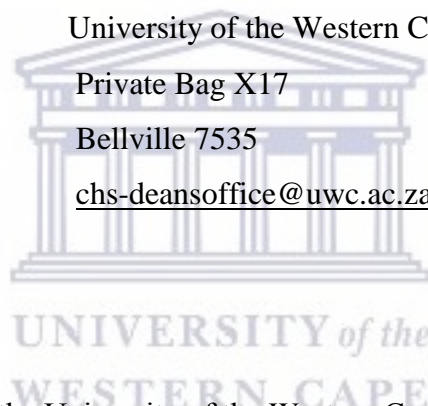 University of the Western C
Private Bag X17
Bellville 7535
chs-deansoffice@uwc.ac.za
UNIVERSITY of the
WESTERN CAPE
the University of the Western C